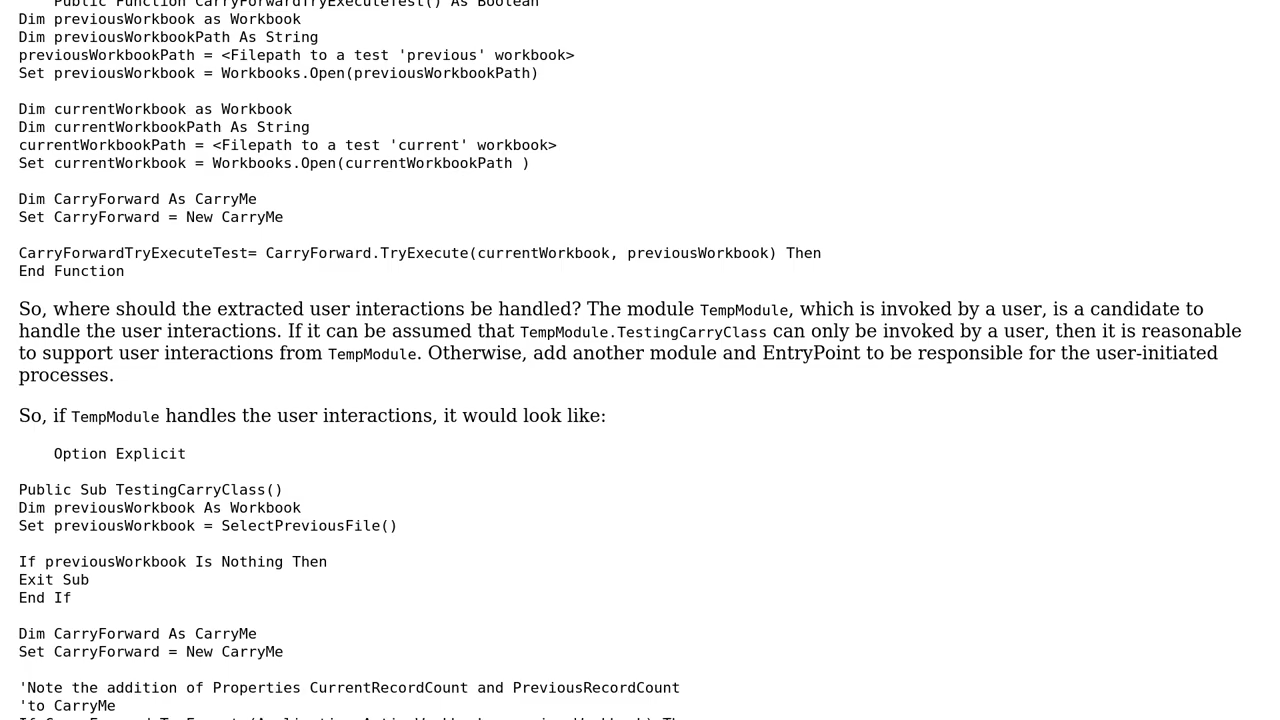 Public Function CarryForwardTryExecuteTest() As Boolean
Dim previousWorkbook as Workbook
Dim previousWorkbookPath As String
previousWorkbookPath = <Filepath to a test 'previous' workbook>
Set previousWorkbook = Workbooks.Open(previousWorkbookPath)
Dim currentWorkbook as Workbook
Dim currentWorkbookPath As String
currentWorkbookPath = <Filepath to a test 'current' workbook>
Set currentWorkbook = Workbooks.Open(currentWorkbookPath )
Dim CarryForward As CarryMe
Set CarryForward = New CarryMe
CarryForwardTryExecuteTest= CarryForward.TryExecute(currentWorkbook, previousWorkbook) Then
End Function
So, where should the extracted user interactions be handled? The module TempModule, which is invoked by a user, is a candidate to
handle the user interactions. If it can be assumed that TempModule.TestingCarryClass can only be invoked by a user, then it is reasonable
to support user interactions from TempModule. Otherwise, add another module and EntryPoint to be responsible for the user-initiated
processes.
So, if TempModule handles the user interactions, it would look like:
Option Explicit
Public Sub TestingCarryClass()
Dim previousWorkbook As Workbook
Set previousWorkbook = SelectPreviousFile()
If previousWorkbook Is Nothing Then
Exit Sub
End If
Dim CarryForward As CarryMe
Set CarryForward = New CarryMe
'Note the addition of Properties CurrentRecordCount and PreviousRecordCount
'to CarryMe